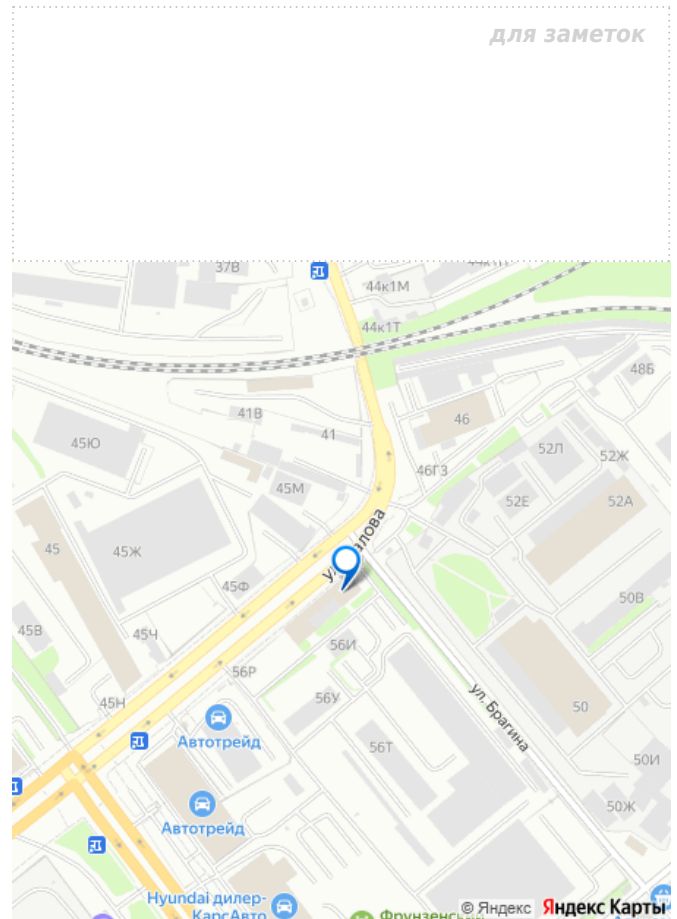 для заметок
37В
44к1М
44к1Т
48Б
41В
46
41
45Ю
52Л
52Ж
46Г3
45М
52Е
52А
45
45Ж
45Ф
50В
45В
45Ч
56И
56Р
45Н
56У
ул. Брагина
50
Автотрейд
56Т
50И
50Ж
Автотрейд
Hyundai дилер-
КарсАвто
© Яндекс
Яндекс Карты